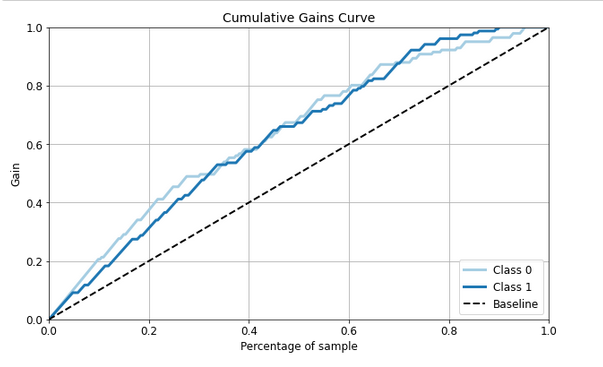 Cumulative Gains Curve
Gain
1.0
0.8
0.6
0.4
0.2
0.0
Class 0
Class 1
Baseline
0.0 0.2 0.4 0.6 0.8 1.0
Percentage of sample